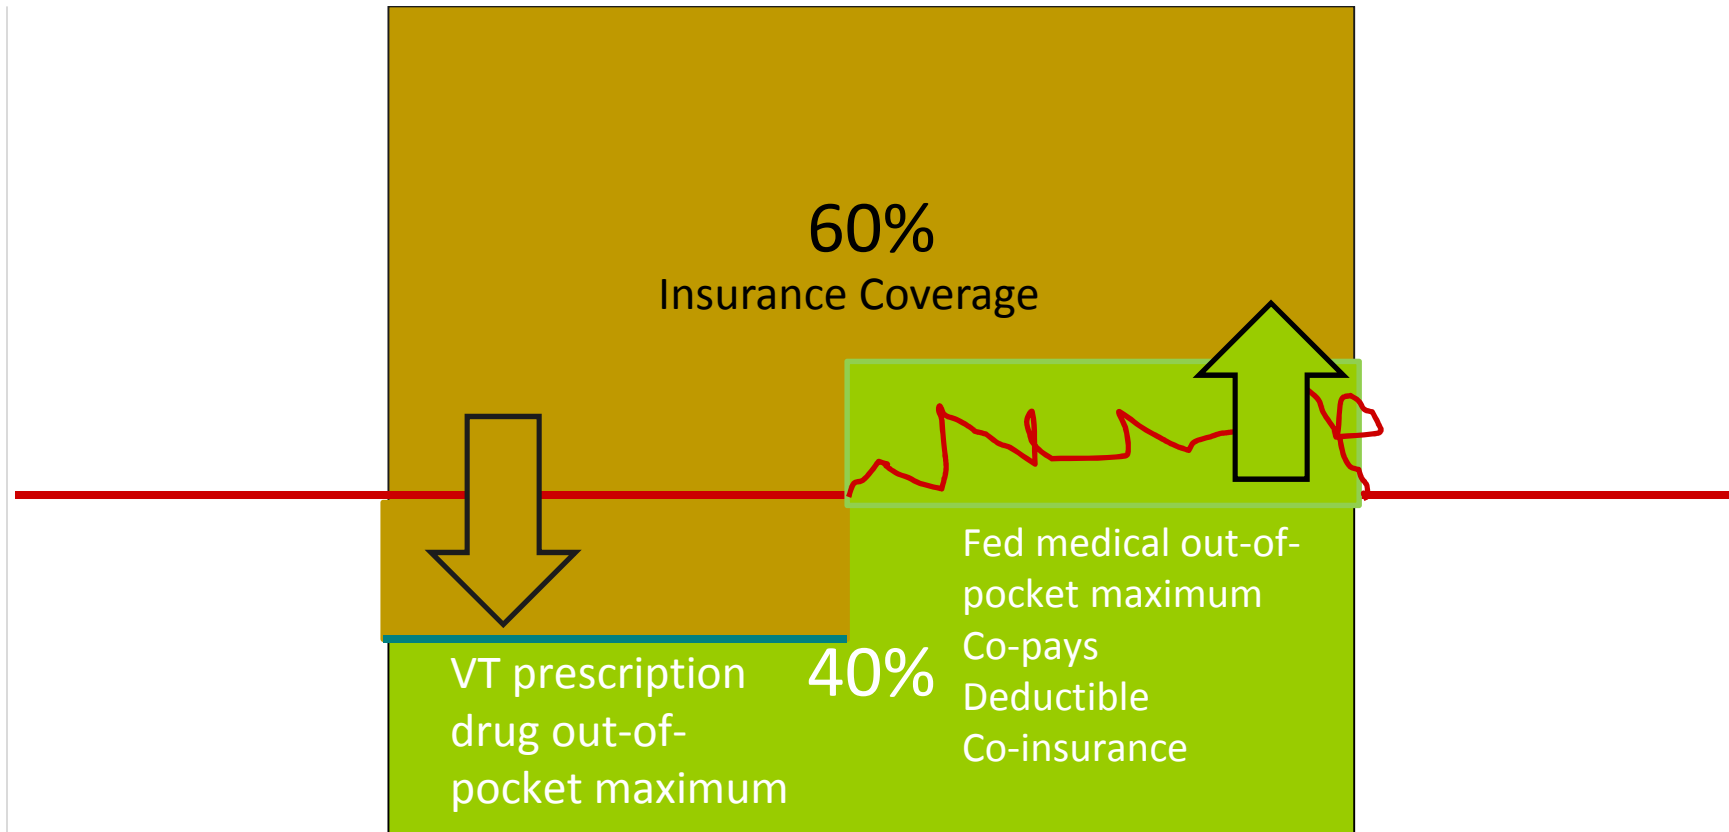 60%
Insurance Coverage
VT prescription
drug out-of-
pocket maximum
40%
Fed medical out-of-
pocket maximum
Co-pays
Deductible
Co-insurance